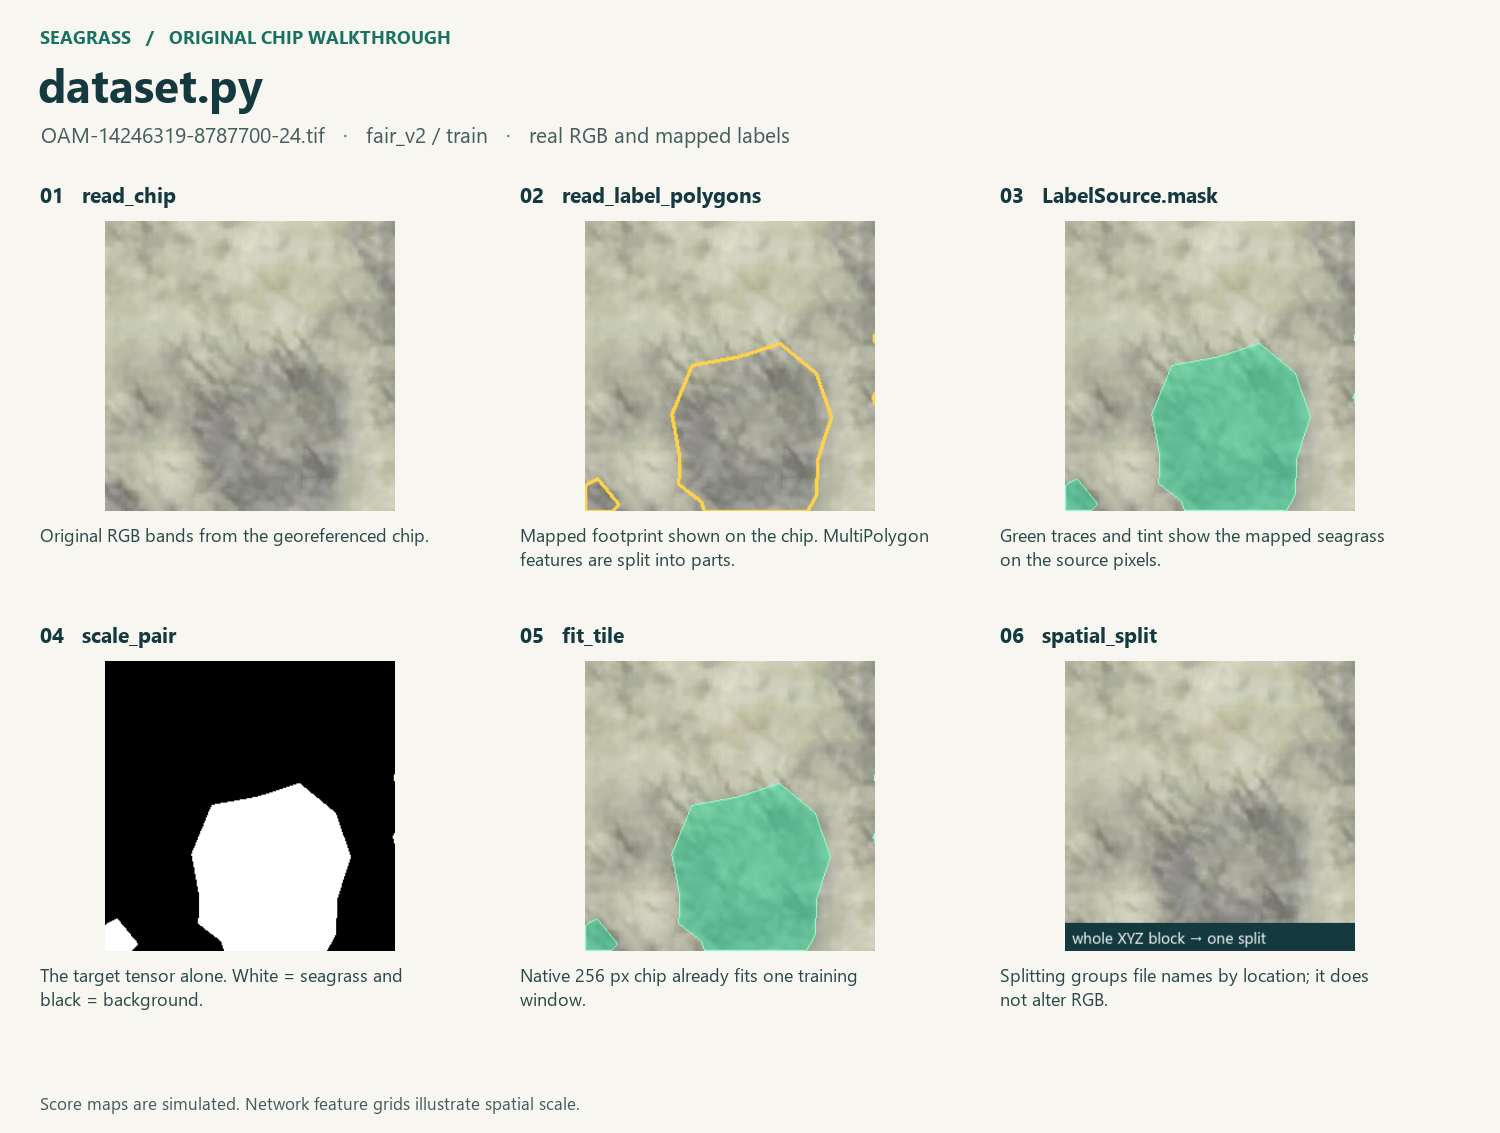 SEAGRASS / ORIGINAL CHIP WALKTHROUGH
dataset.py
OAM-14246319-8787700-24.tif · fair_v2 / train · real RGB and mapped labels
01 read_chip
02 read_label_polygons
03 LabelSource.mask
Original RGB bands from the georeferenced chip.
Mapped footprint shown on the chip. MultiPolygon
features are split into parts.
Green traces and tint show the mapped seagrass
on the source pixels.
04 scale_pair
05 fit_tile
06 spatial_split
whole XYZ block → one split
The target tensor alone. White = seagrass and
black = background.
Native 256 px chip already fits one training
window.
Splitting groups file names by location; it does
not alter RGB.
Score maps are simulated. Network feature grids illustrate spatial scale.